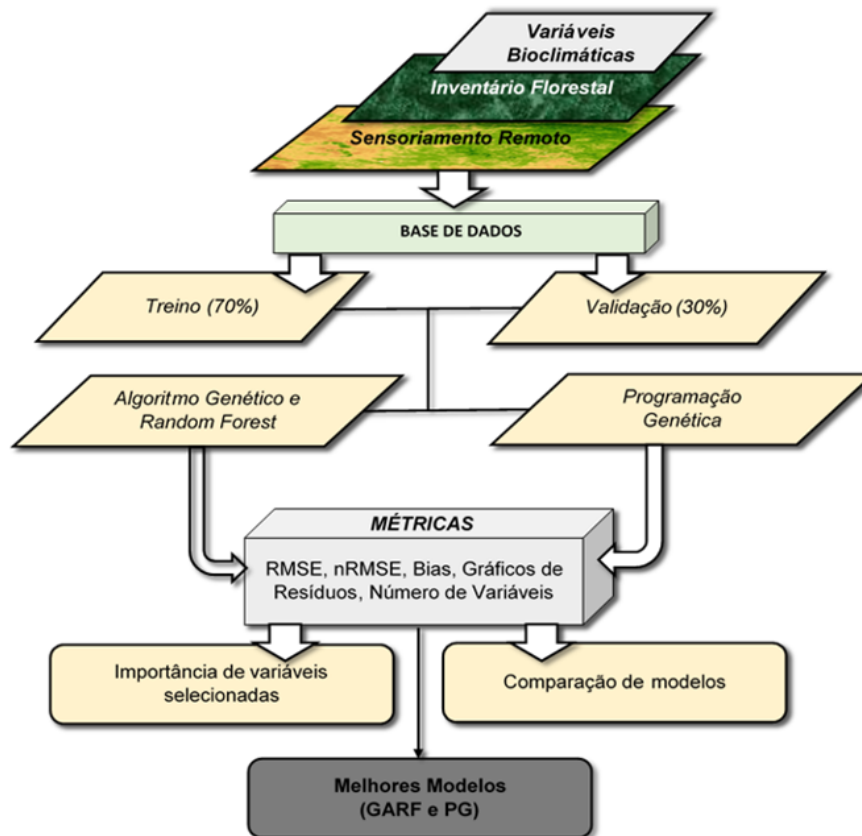 Variáveis
Bioclimáticas
Inventário Florestal
Sensoriamento Remoto
BASE DE DADOS
Treino (70%)
Validação (30%)
Algoritmo Genético e
Random Forest
Programação
Genética
MÉTRICAS
RMSE, nRMSE, Bias, Gráficos de
Resíduos, Número de Variáveis
Importância de variáveis
selecionadas
Comparação de modelos
Melhores Modelos
(GARF e PG)